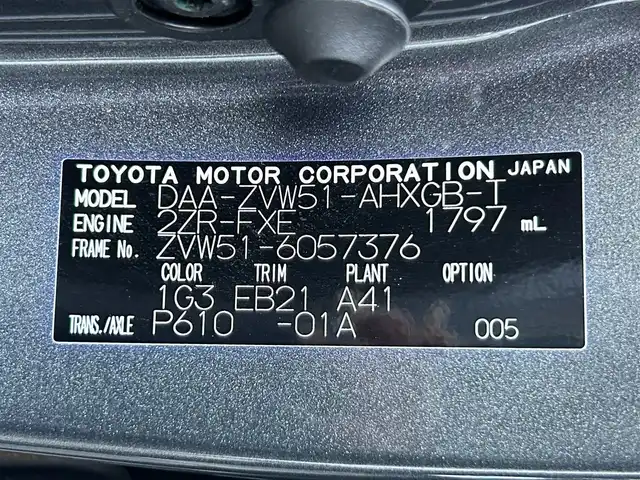 TOYOTA MOTOR CORPORATION JAPAN
MODEL DAA-ZVW51-AHXGB-T
ENGINE 2ZR-FXE 1797 mL
FRAME No. ZVW51-6057376
COLOR TRIM PLANT OPTION
1G3 EB21 A41
TRANS./AXLE P610 -01A 005